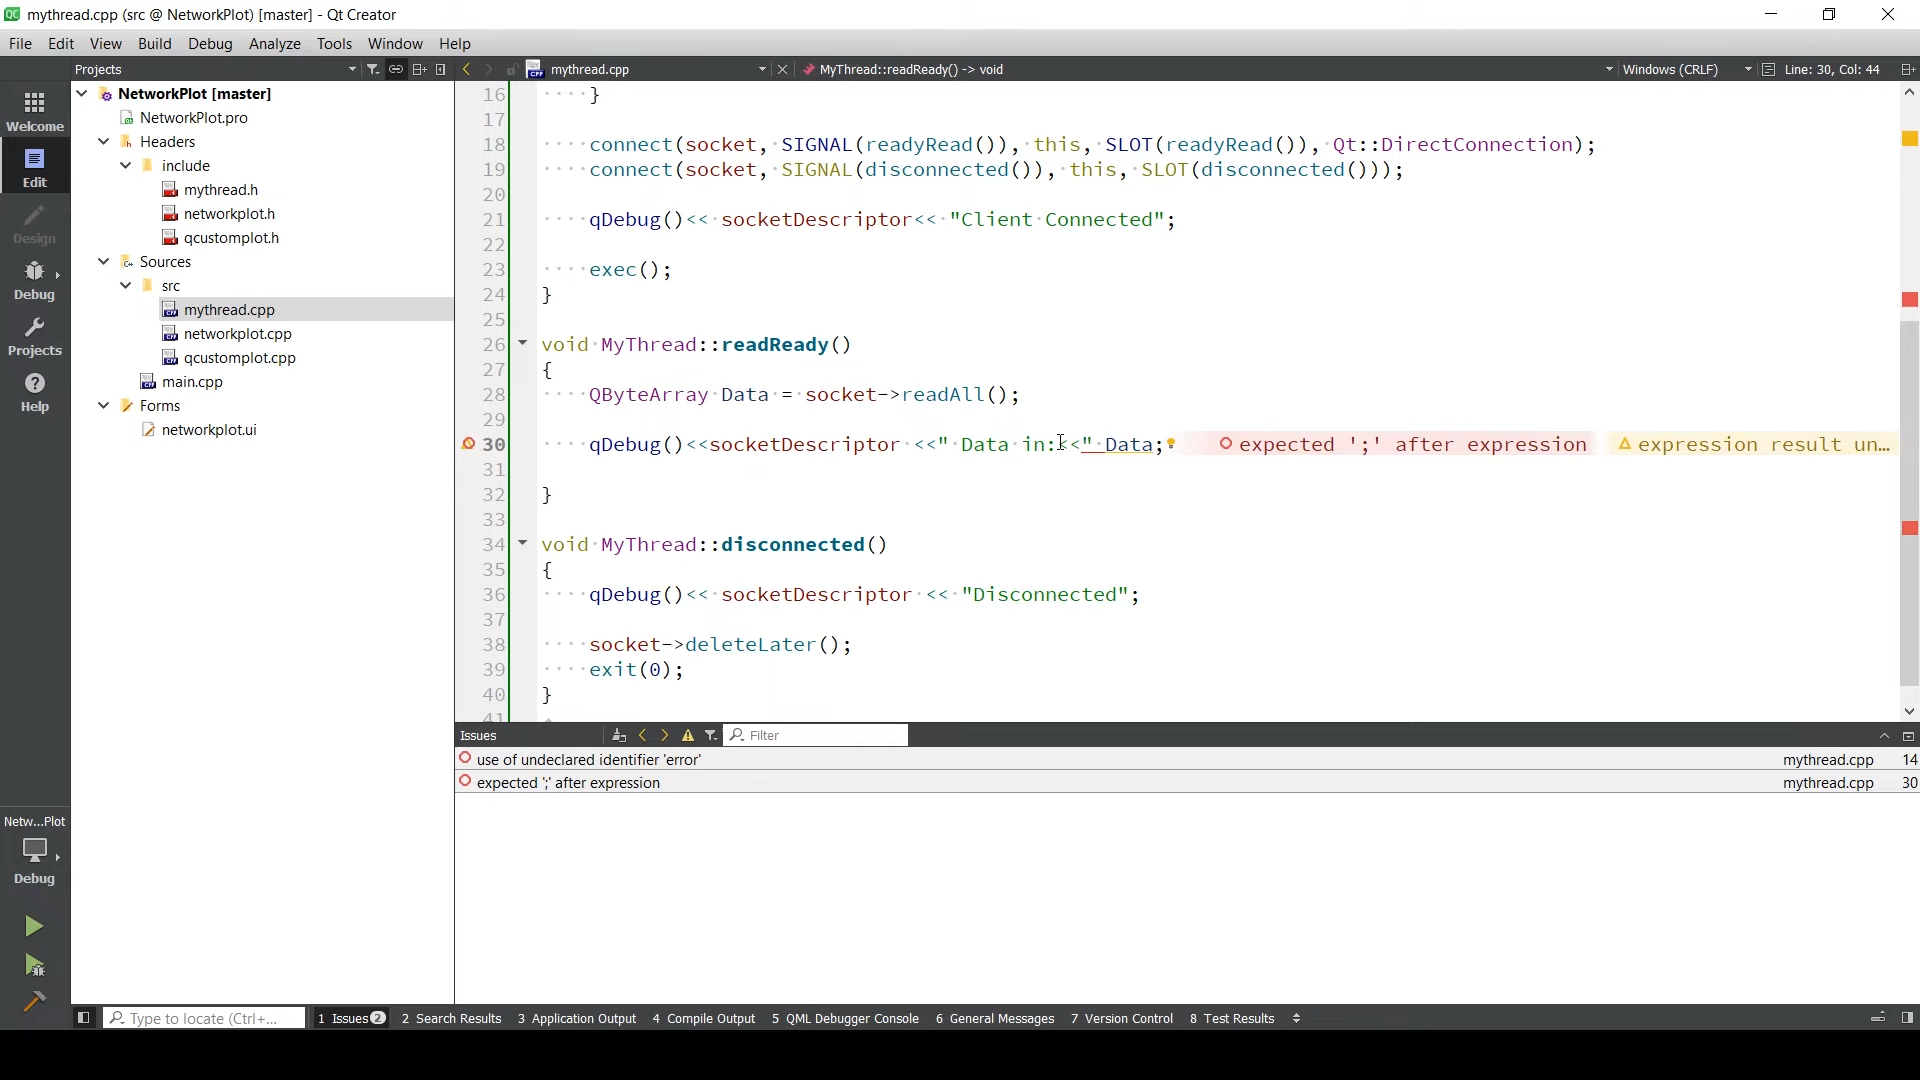 mythread.cpp (src @ NetworkPlot) [master] - Qt Creator
File Edit View Build Debug Analyze Tools Window Help
Projects
mythread.cpp
MyThread::readReady() -> void
Windows (CRLF)
Line: 30, Col: 44
Welcome
Edit
Design
Debug
Projects
Help
NetworkPlot [master]
NetworkPlot.pro
Headers
include
mythread.h
networkplot.h
qcustomplot.h
Sources
src
mythread.cpp
networkplot.cpp
qcustomplot.cpp
main.cpp
Forms
networkplot.ui
16 }
17
18 connect(socket, SIGNAL(readyRead()), this, SLOT(readyRead()), Qt::DirectConnection);
19 connect(socket, SIGNAL(disconnected()), this, SLOT(disconnected()));
20
21 qDebug()<< socketDescriptor<< "Client Connected";
22
23 exec();
24 }
25
26 void MyThread::readReady()
27 {
28 QByteArray Data = socket->readAll();
29
30 qDebug()<<socketDescriptor <<" Data in:<<" Data; expected ';' after expression expression result un…
31
32 }
33
34 void MyThread::disconnected()
35 {
36 qDebug()<< socketDescriptor << "Disconnected";
37
38 socket->deleteLater();
39 exit(0);
40 }
41
Issues
Filter
use of undeclared identifier 'error' mythread.cpp 14
expected ';' after expression mythread.cpp 30
Netw...Plot
Debug
Type to locate (Ctrl+...
1 Issues 2
2 Search Results
3 Application Output
4 Compile Output
5 QML Debugger Console
6 General Messages
7 Version Control
8 Test Results